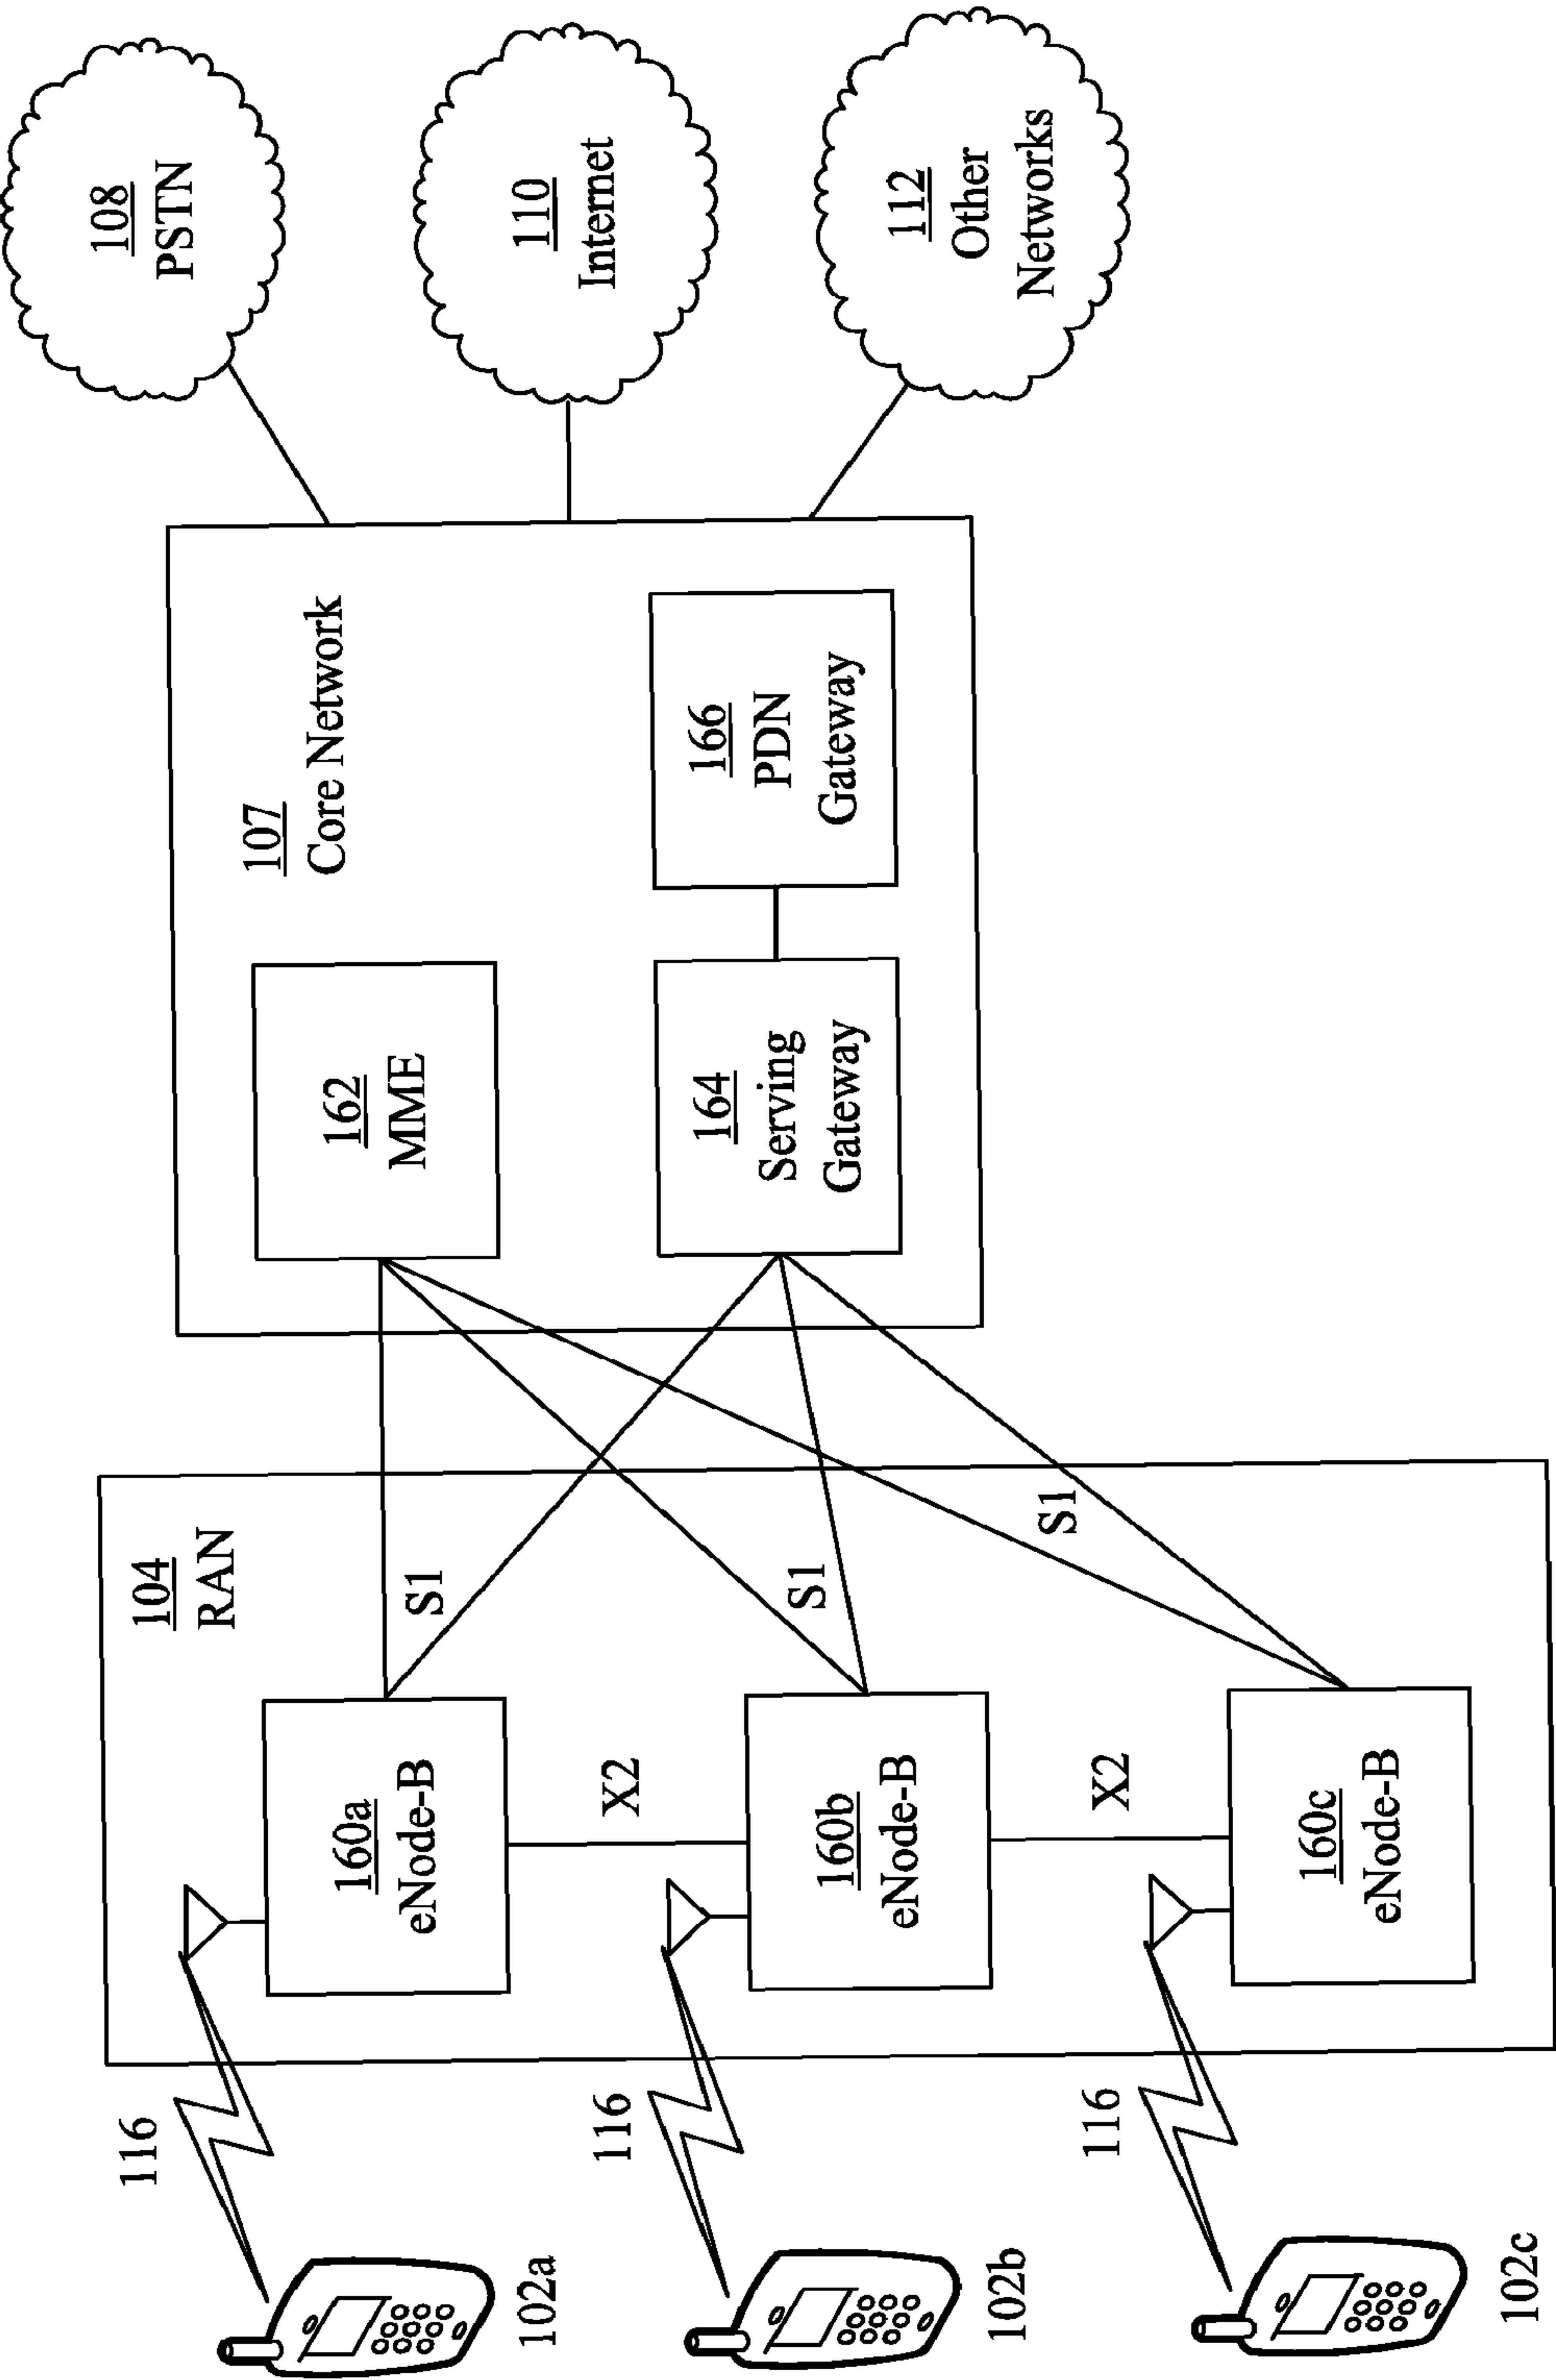 102a
116
104
RAN
160a
eNode-B
S1
X2
102b
116
160b
eNode-B
S1
X2
102c
116
160c
eNode-B
S1
107
Core Network
162
MME
164
Serving
Gateway
166
PDN
Gateway
108
PSTN
110
Internet
112
Other
Networks